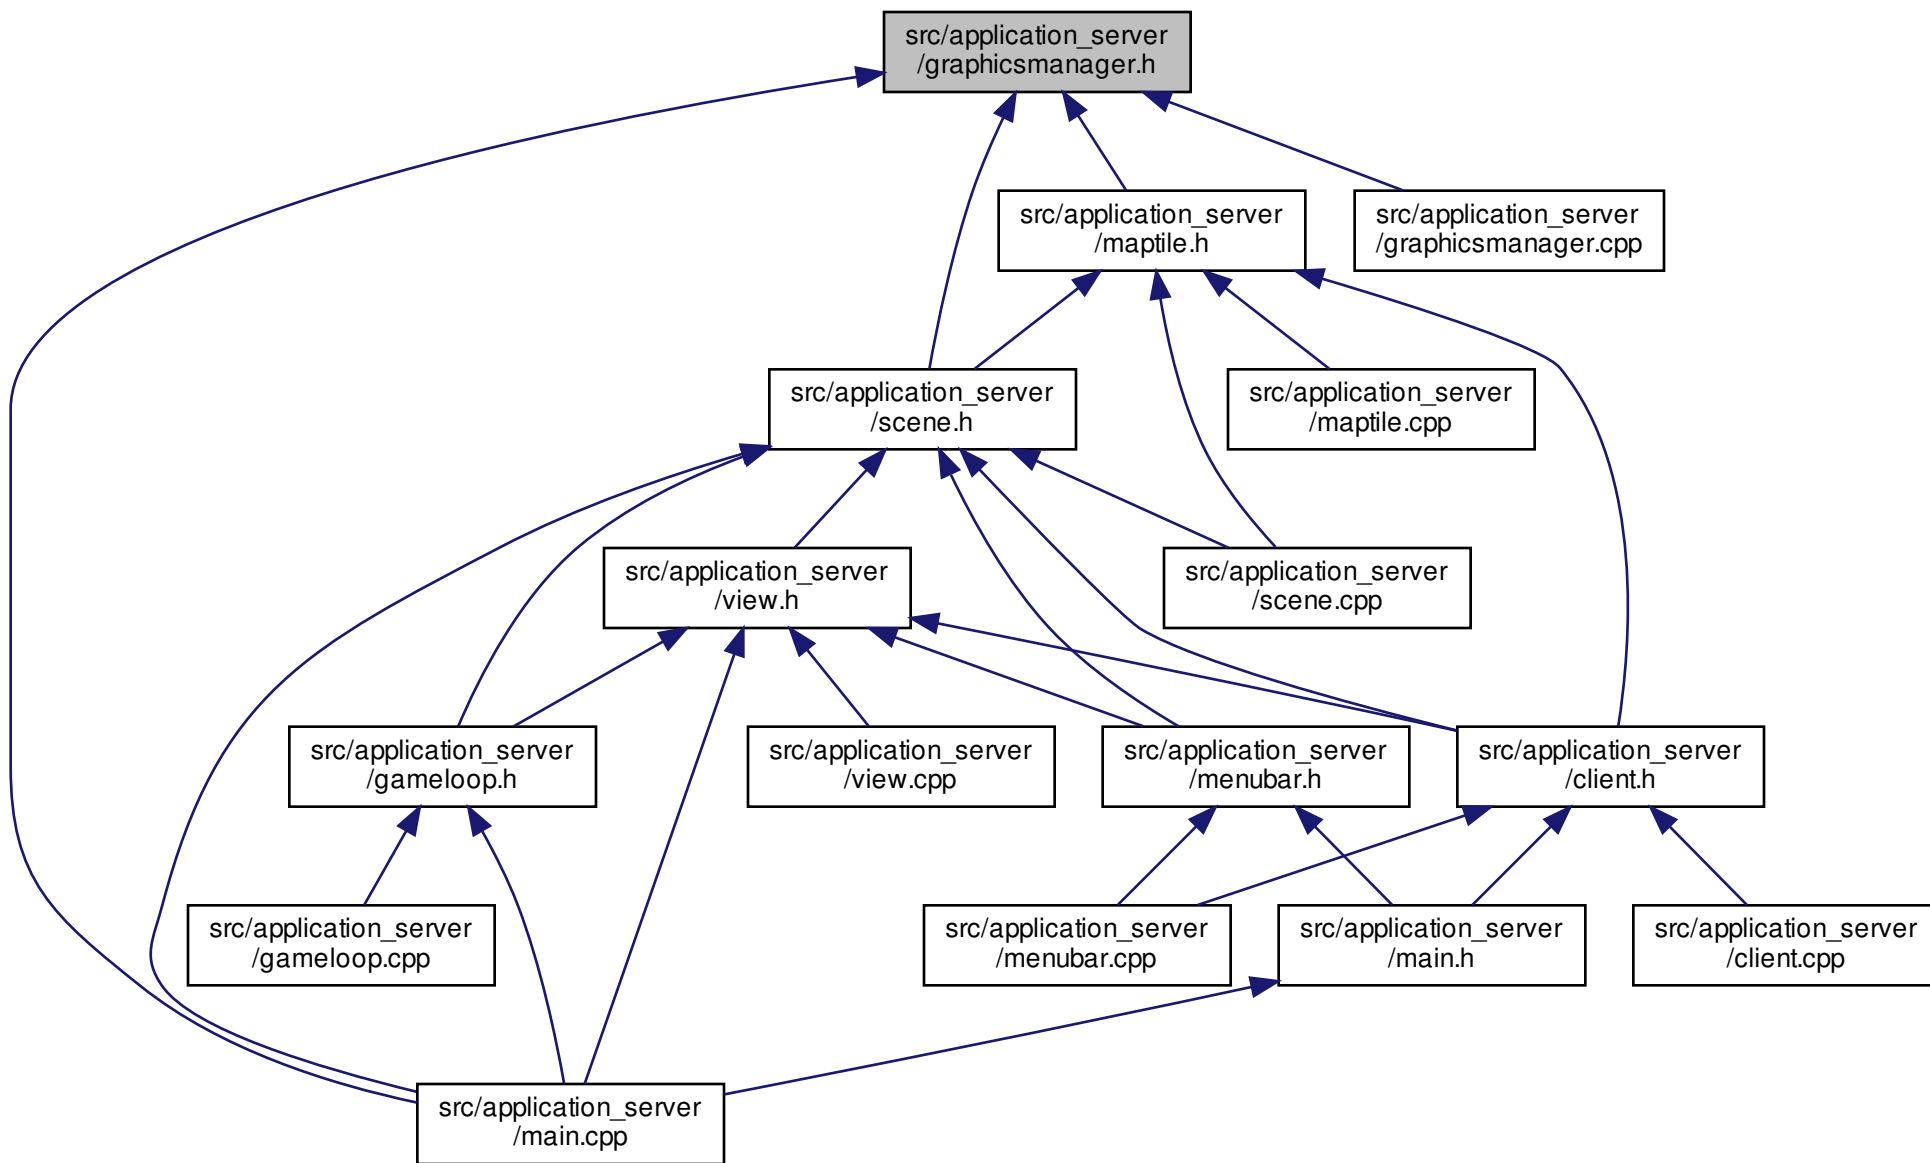 src/application_server
/graphicsmanager.h
src/application_server
/maptile.h
src/application_server
/graphicsmanager.cpp
src/application_server
/scene.h
src/application_server
/maptile.cpp
src/application_server
/view.h
src/application_server
/scene.cpp
src/application_server
/gameloop.h
src/application_server
/view.cpp
src/application_server
/menubar.h
src/application_server
/client.h
src/application_server
/gameloop.cpp
src/application_server
/menubar.cpp
src/application_server
/main.h
src/application_server
/client.cpp
src/application_server
/main.cpp